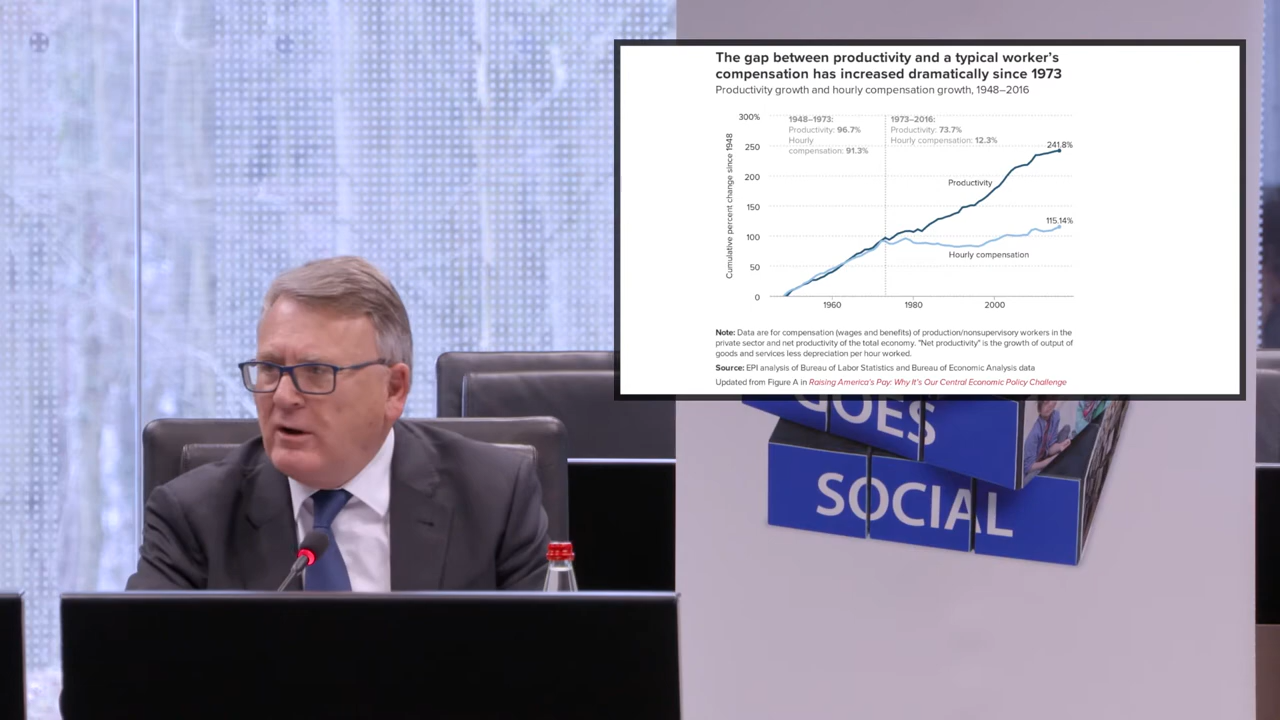 The gap between productivity and a typical worker's
compensation has increased dramatically since 1973
Productivity growth and hourly compensation growth, 1948–2016
Cumulative percent change since 1948
300%
250
200
150
100
50
0
1948–1973:
Productivity: 96.7%
Hourly
compensation: 91.3%
1973–2016:
Productivity: 73.7%
Hourly compensation: 12.3%
241.8%
Productivity
115.14%
Hourly compensation
1960
1980
2000
Note: Data are for compensation (wages and benefits) of production/nonsupervisory workers in the
private sector and net productivity of the total economy. "Net productivity" is the growth of output of
goods and services less depreciation per hour worked.
Source: EPI analysis of Bureau of Labor Statistics and Bureau of Economic Analysis data
Updated from Figure A in Raising America's Pay: Why It's Our Central Economic Policy Challenge
GOES
SOCIAL